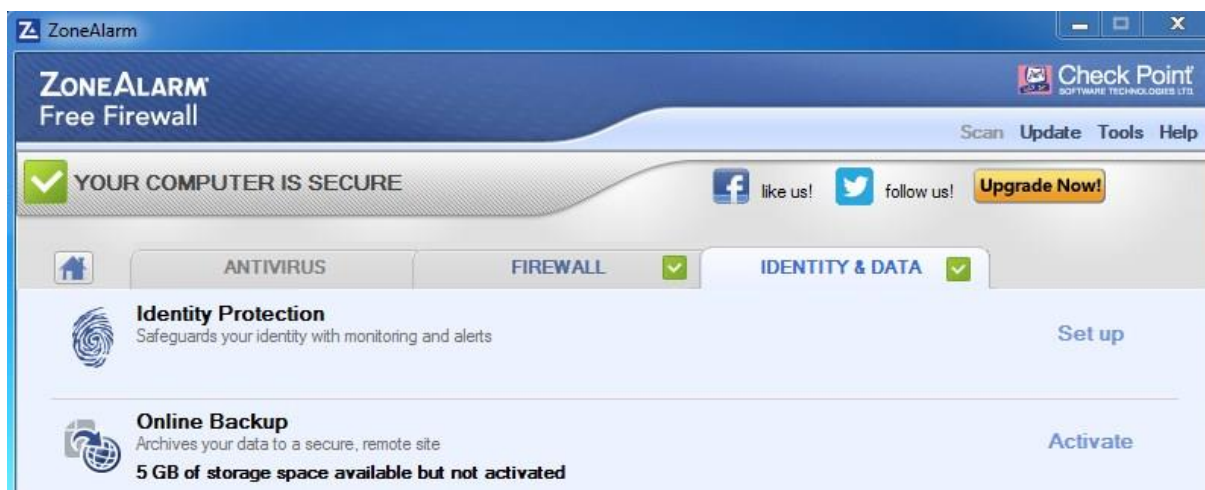 ZoneAlarm
ZONEALARM
Free Firewall
Check Point
SOFTWARE TECHNOLOGIES LTD.
Scan Update Tools Help
YOUR COMPUTER IS SECURE
like us! follow us! Upgrade Now!
ANTIVIRUS FIREWALL IDENTITY & DATA
Identity Protection
Safeguards your identity with monitoring and alerts
Set up
Online Backup
Archives your data to a secure, remote site
Activate
5 GB of storage space available but not activated